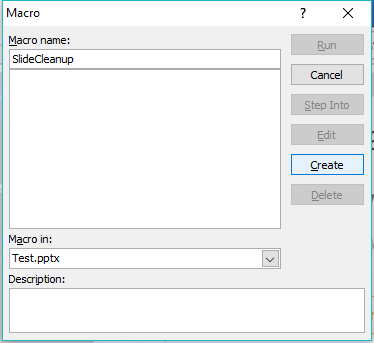 Macro
?
Macro name:
SlideCleanup
Run
Cancel
Step Into
Edit
Create
Delete
Macro in:
Test.pptx
Description: